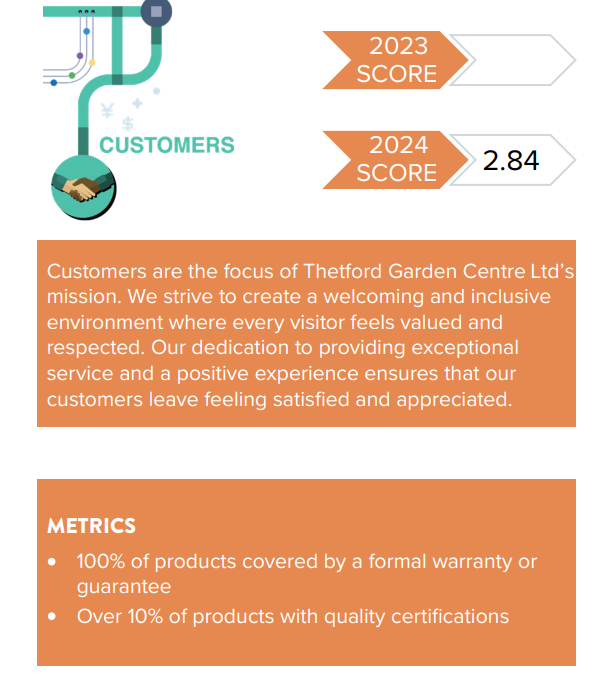 2023
SCORE
¥
$
CUSTOMERS
2024
SCORE
2.84
Customers are the focus of Thetford Garden Centre Ltd's
mission. We strive to create a welcoming and inclusive
environment where every visitor feels valued and
respected. Our dedication to providing exceptional
service and a positive experience ensures that our
customers leave feeling satisfied and appreciated.
METRICS
• 100% of products covered by a formal warranty or
guarantee
• Over 10% of products with quality certifications